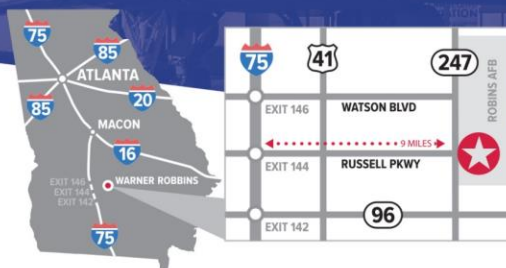 75
85
ATLANTA
20
85
MACON
16
EXIT 146
EXIT 144
EXIT 142
WARNER ROBBINS
75
75
41
247
ROBINS AFB
EXIT 146
WATSON BLVD
9 MILES
EXIT 144
RUSSELL PKWY
96
EXIT 142